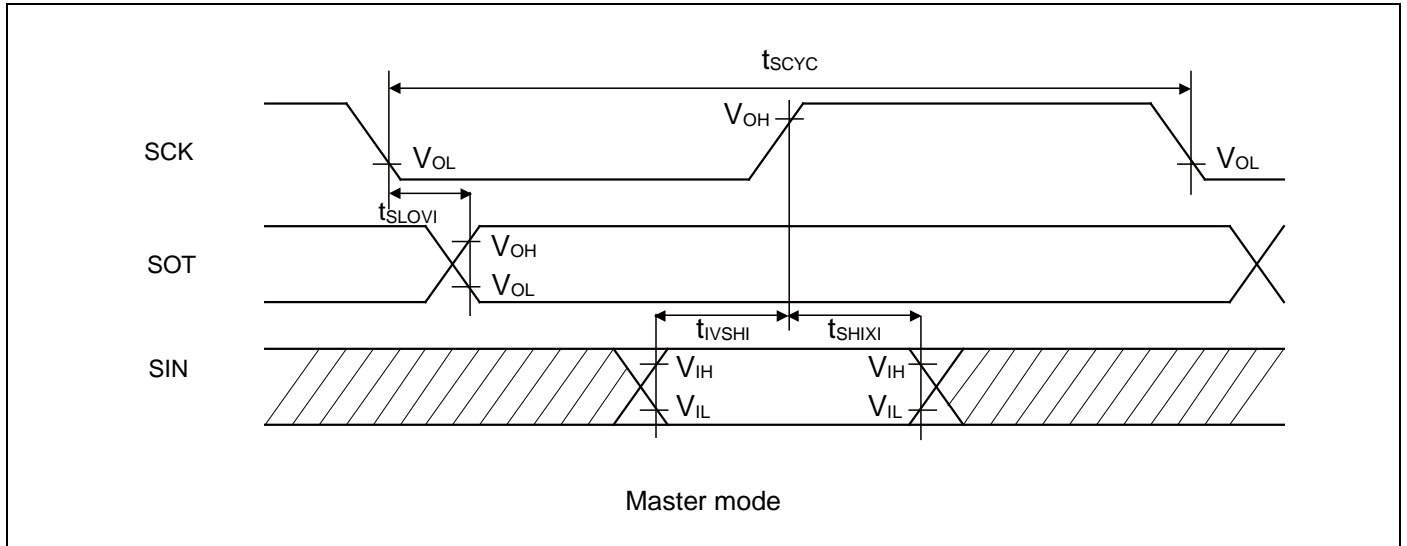 tSCYC
SCK
VOH
VOL
VOL
tSLOVI
SOT
VOH
VOL
tIVSHI
tSHIXI
SIN
VIH
VIH
VIL
VIL
Master mode